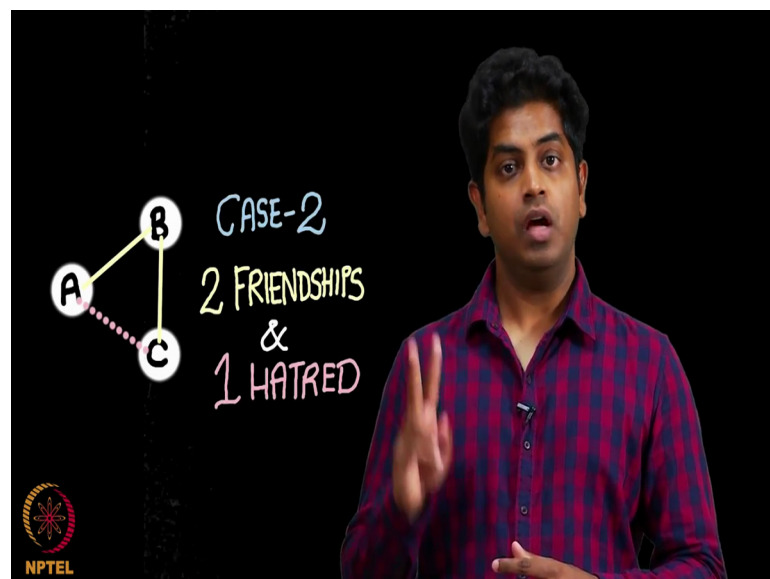 B
A
C
CASE-2
2 FRIENDSHIPS
&
1 HATRED
NPTEL